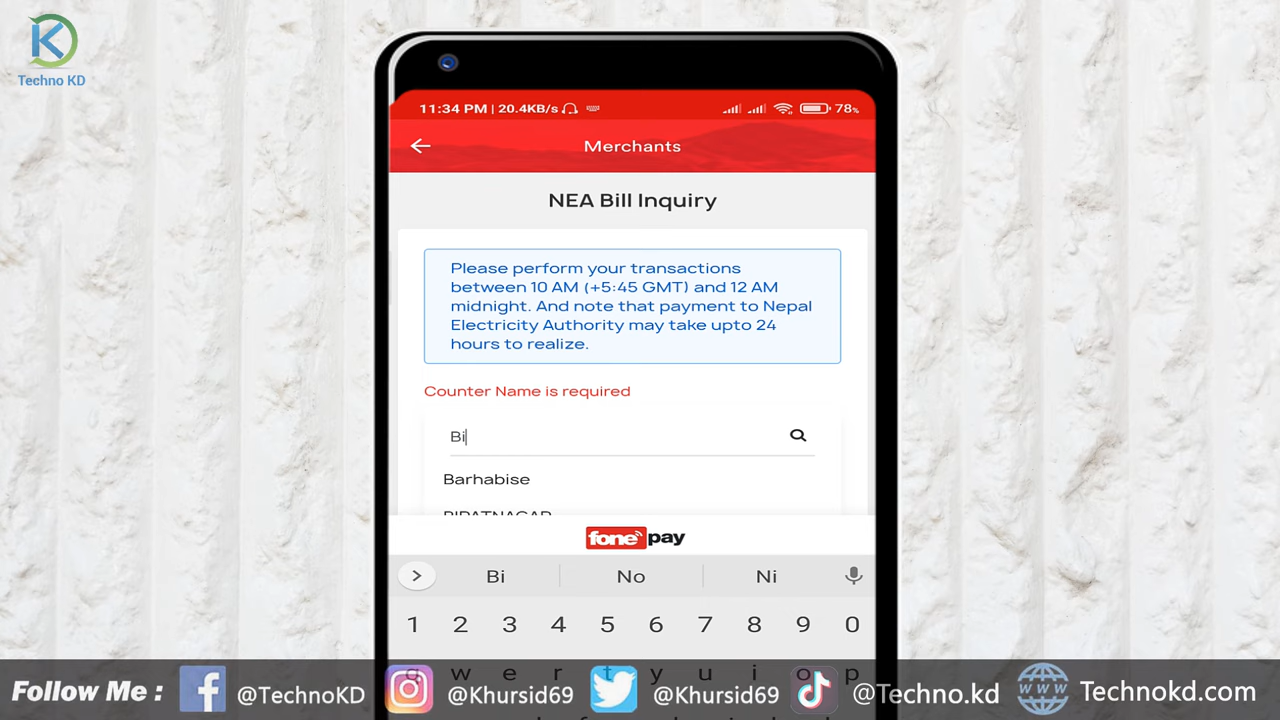 K
Techno KD
11:34 PM | 20.4KB/s
78%
Merchants
NEA Bill Inquiry
Please perform your transactions
between 10 AM (+5:45 GMT) and 12 AM
midnight. And note that payment to Nepal
Electricity Authority may take upto 24
hours to realize.
Counter Name is required
Bi
Barhabise
fonepay
Bi No Ni
1 2 3 4 5 6 7 8 9 0
q w e r t y u i o p
Follow Me : @TechnoKD @Khursid69 @Khursid69 @Techno.kd www Technokd.com